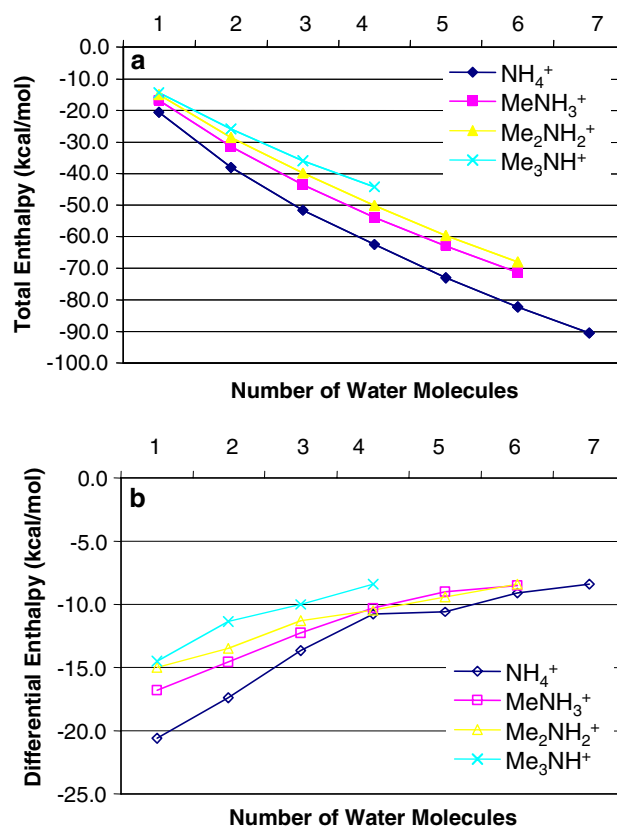 1 2 3 4 5 6 7
0.0
-10.0
-20.0
-30.0
-40.0
-50.0
-60.0
-70.0
-80.0
-90.0
-100.0
Total Enthalpy (kcal/mol)
a
NH₄⁺
MeNH₃⁺
Me₂NH₂⁺
Me₃NH⁺
Number of Water Molecules
1 2 3 4 5 6 7
0.0
-5.0
-10.0
-15.0
-20.0
-25.0
Differential Enthalpy (kcal/mol)
b
NH₄⁺
MeNH₃⁺
Me₂NH₂⁺
Me₃NH⁺
Number of Water Molecules